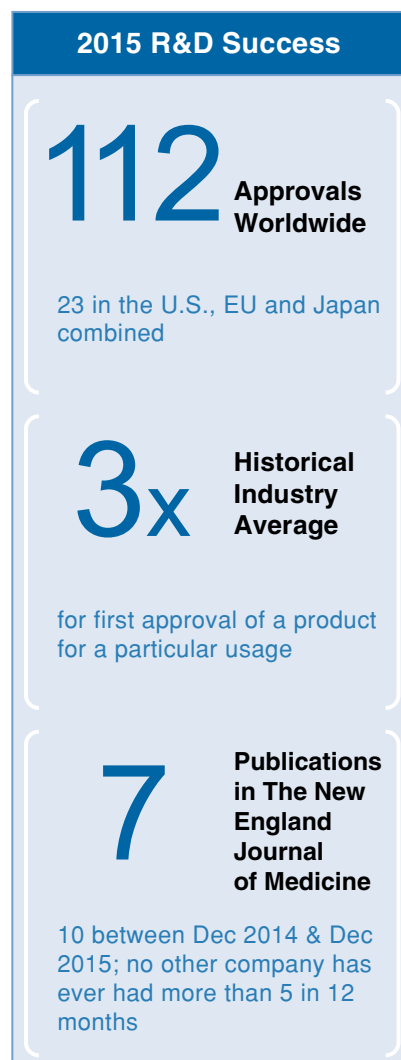 2015 R&D Success
112
Approvals
Worldwide
23 in the U.S., EU and Japan
combined
3x
Historical
Industry
Average
for first approval of a product
for a particular usage
7
Publications
in The New
England
Journal
of Medicine
10 between Dec 2014 & Dec
2015; no other company has
ever had more than 5 in 12
months